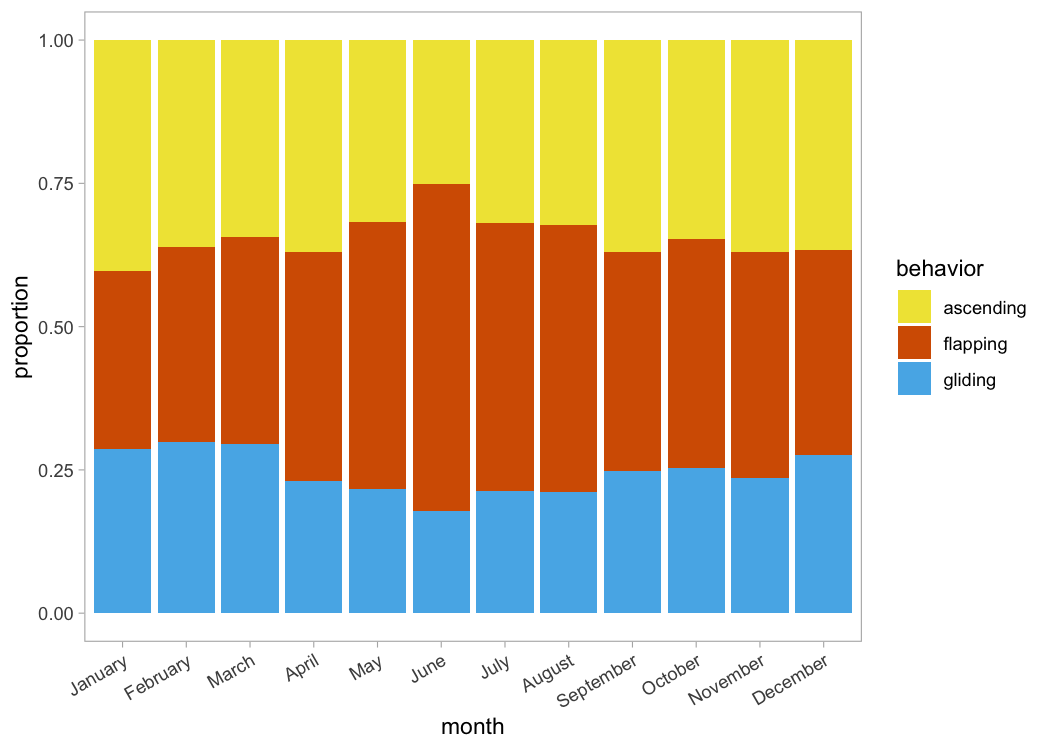 1.00
0.75
0.50
0.25
0.00
proportion
January
February
March
April
May
June
July
August
September
October
November
December
month
behavior
ascending
flapping
gliding